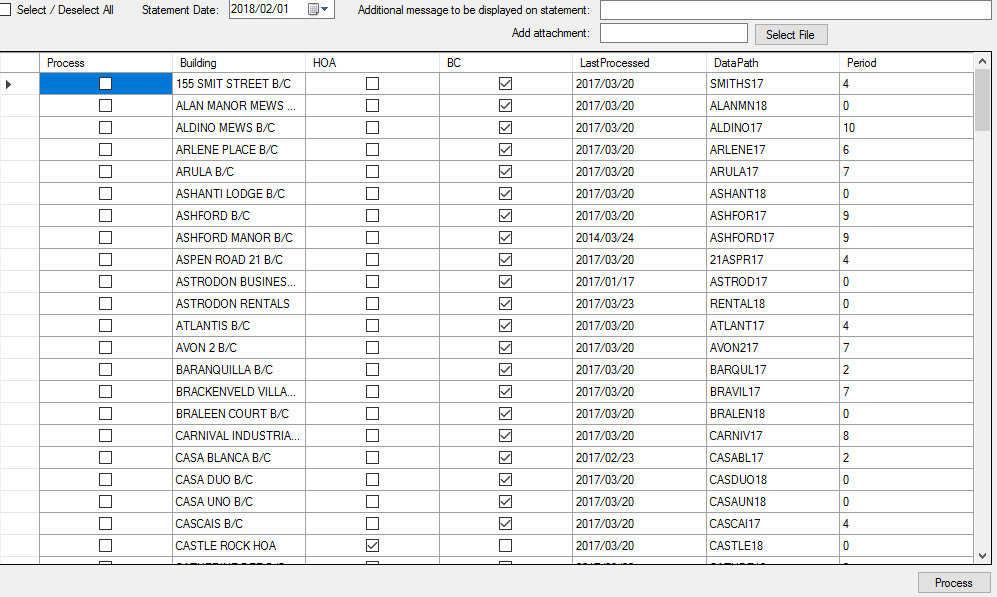 Select / Deselect All Statement Date: 2018/02/01 Additional message to be displayed on statement:
Add attachment: Select File
Process Building HOA BC LastProcessed DataPath Period
155 SMIT STREET B/C 2017/03/20 SMITHS17 4
ALAN MANOR MEWS ... 2017/03/20 ALANMN18 0
ALDINO MEWS B/C 2017/03/20 ALDINO17 10
ARLENE PLACE B/C 2017/03/20 ARLENE17 6
ARULA B/C 2017/03/20 ARULA17 7
ASHANTI LODGE B/C 2017/03/20 ASHANT18 0
ASHFORD B/C 2017/03/20 ASHFOR17 9
ASHFORD MANOR B/C 2014/03/24 ASHFORD17 9
ASPEN ROAD 21 B/C 2017/03/20 21ASPR17 4
ASTRODON BUSINES... 2017/01/17 ASTROD17 0
ASTRODON RENTALS 2017/03/23 RENTAL18 0
ATLANTIS B/C 2017/03/20 ATLANT17 4
AVON 2 B/C 2017/03/20 AVON217 7
BARANQUILLA B/C 2017/03/20 BARQUL17 2
BRACKENVELD VILLA... 2017/03/20 BRAVIL17 7
BRALEEN COURT B/C 2017/03/20 BRALEN18 0
CARNIVAL INDUSTRIA... 2017/03/20 CARNIV17 8
CASA BLANCA B/C 2017/02/23 CASABL17 2
CASA DUO B/C 2017/03/20 CASDUO18 0
CASA UNO B/C 2017/03/20 CASAUN18 0
CASCAIS B/C 2017/03/20 CASCAI17 4
CASTLE ROCK HOA 2017/03/20 CASTLE18 0
Process